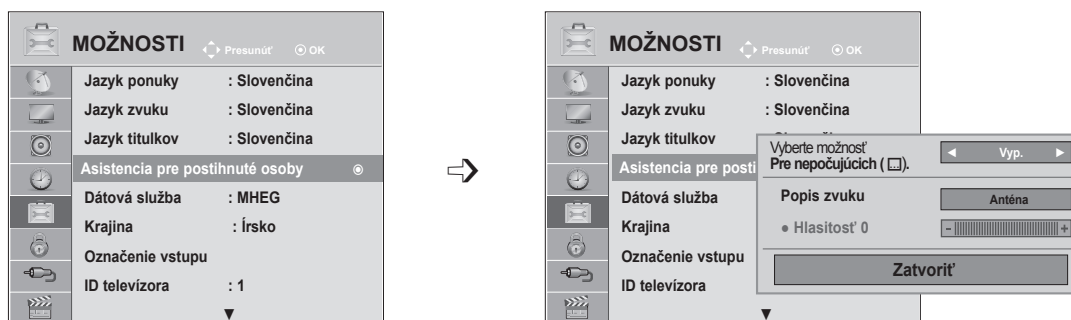 MOŽNOSTI Presunúť OK
Jazyk ponuky : Slovenčina
Jazyk zvuku : Slovenčina
Jazyk titulkov : Slovenčina
Asistencia pre postihnuté osoby
Dátová služba : MHEG
Krajina : Írsko
Označenie vstupu
ID televízora : 1
MOŽNOSTI Presunúť OK
Jazyk ponuky : Slovenčina
Jazyk zvuku : Slovenčina
Jazyk titulkov
Asistencia pre posti
Dátová služba
Krajina
Označenie vstupu
ID televízora
Vyberte možnosť
Pre nepočujúcich ( ... ).
◄ Vyp. ►
Popis zvuku Anténa
● Hlasitosť 0 - +
Zatvoriť